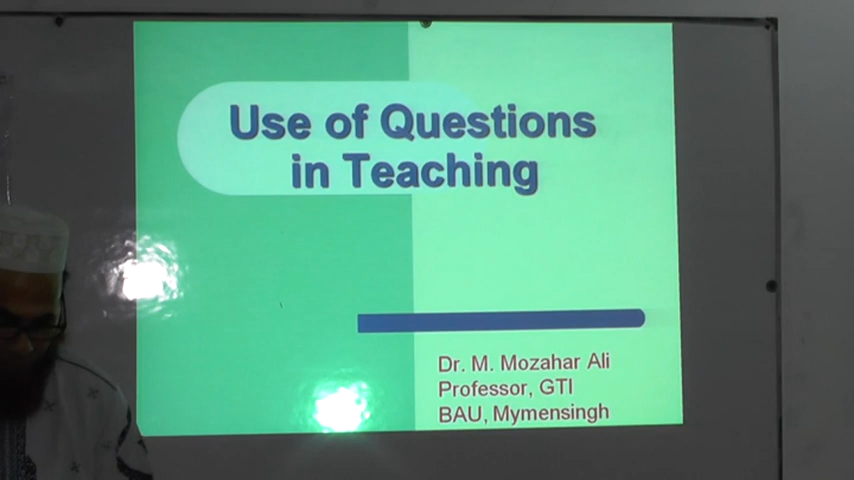 Use of Questions
in Teaching
Dr. M. Mozahar Ali
Professor, GTI
BAU, Mymensingh